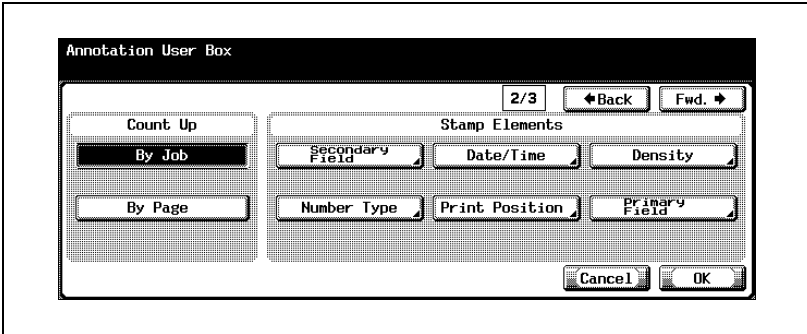 Annotation User Box
2/3 Back Fwd.
Count Up Stamp Elements
By Job Secondary Field Date/Time Density
By Page Number Type Print Position Primary Field
Cancel OK